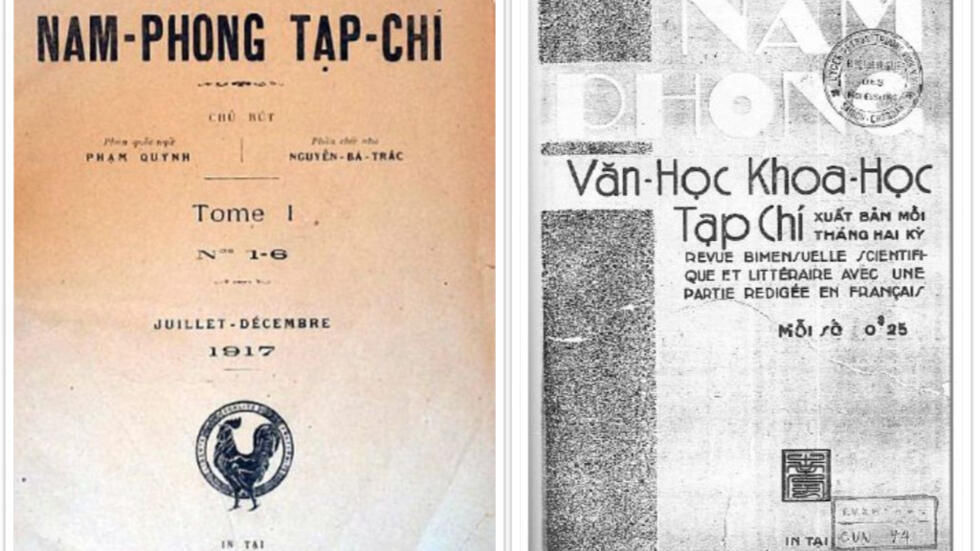 NAM-PHONG TẠP-CHÍ
CHỦ BÚT
Phần quốc ngữ
PHẠM QUỲNH
Phần chữ nho
NGUYỄN-BÁ-TRÁC
Tome I
Nos 1-6
JUILLET-DÉCEMBRE
1917
IN TẠI
NAM
PHONG
Văn-Học Khoa-Học
Tạp Chí
XUẤT BẢN MỖI
THÁNG HAI KỲ
REVUE BIMENSUELLE SCIENTIFI-
QUE ET LITTÉRAIRE AVEC UNE
PARTIE REDIGÉE EN FRANÇAIS
MỖI SỐ 0$25
IN TẠI